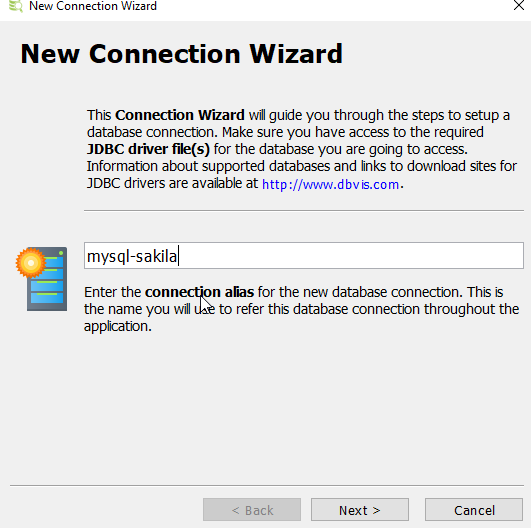 New Connection Wizard
New Connection Wizard
This Connection Wizard will guide you through the steps to setup a
database connection. Make sure you have access to the required
JDBC driver file(s) for the database you are going to access.
Information about supported databases and links to download sites for
JDBC drivers are available at http://www.dbvis.com.
mysql-sakila
Enter the connection alias for the new database connection. This is
the name you will use to refer this database connection throughout the
application.
< Back
Next >
Cancel